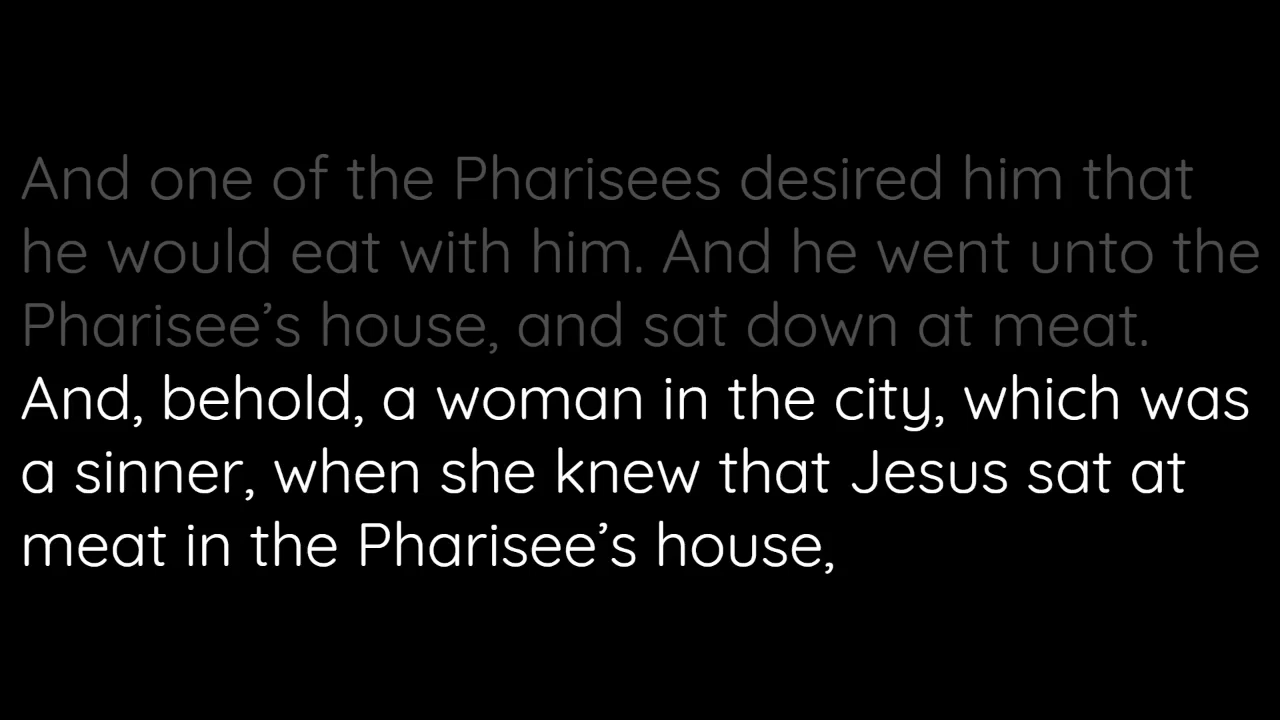 And one of the Pharisees desired him that
he would eat with him. And he went unto the
Pharisee’s house, and sat down at meat.
And, behold, a woman in the city, which was
a sinner, when she knew that Jesus sat at
meat in the Pharisee’s house,